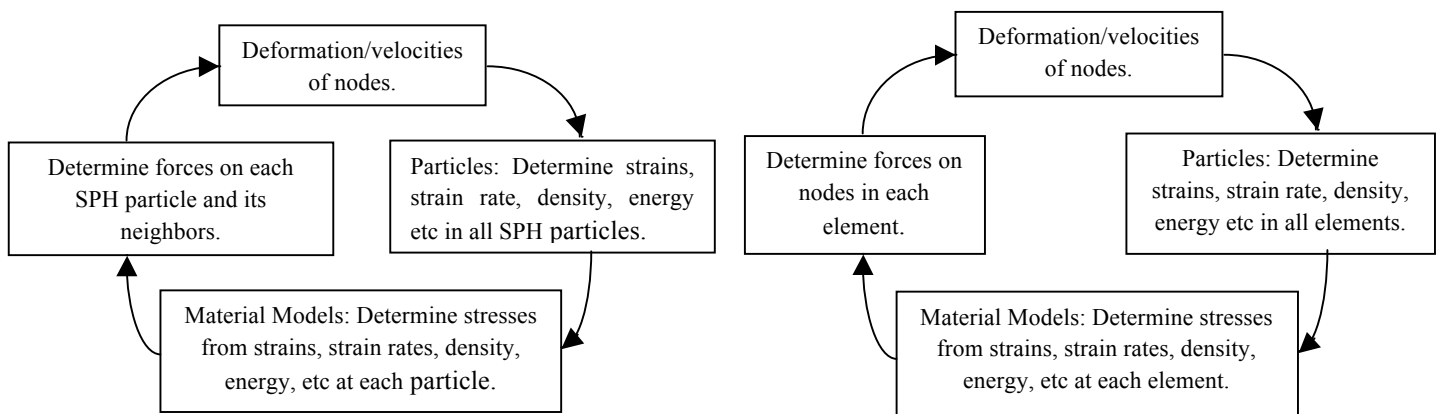 Deformation/velocities
of nodes.
Particles: Determine strains,
strain rate, density, energy
etc in all SPH particles.
Material Models: Determine stresses
from strains, strain rates, density,
energy, etc at each particle.
Determine forces on each
SPH particle and its
neighbors.
Deformation/velocities
of nodes.
Particles: Determine
strains, strain rate, density,
energy etc in all elements.
Material Models: Determine stresses
from strains, strain rates, density,
energy, etc at each element.
Determine forces on
nodes in each
element.